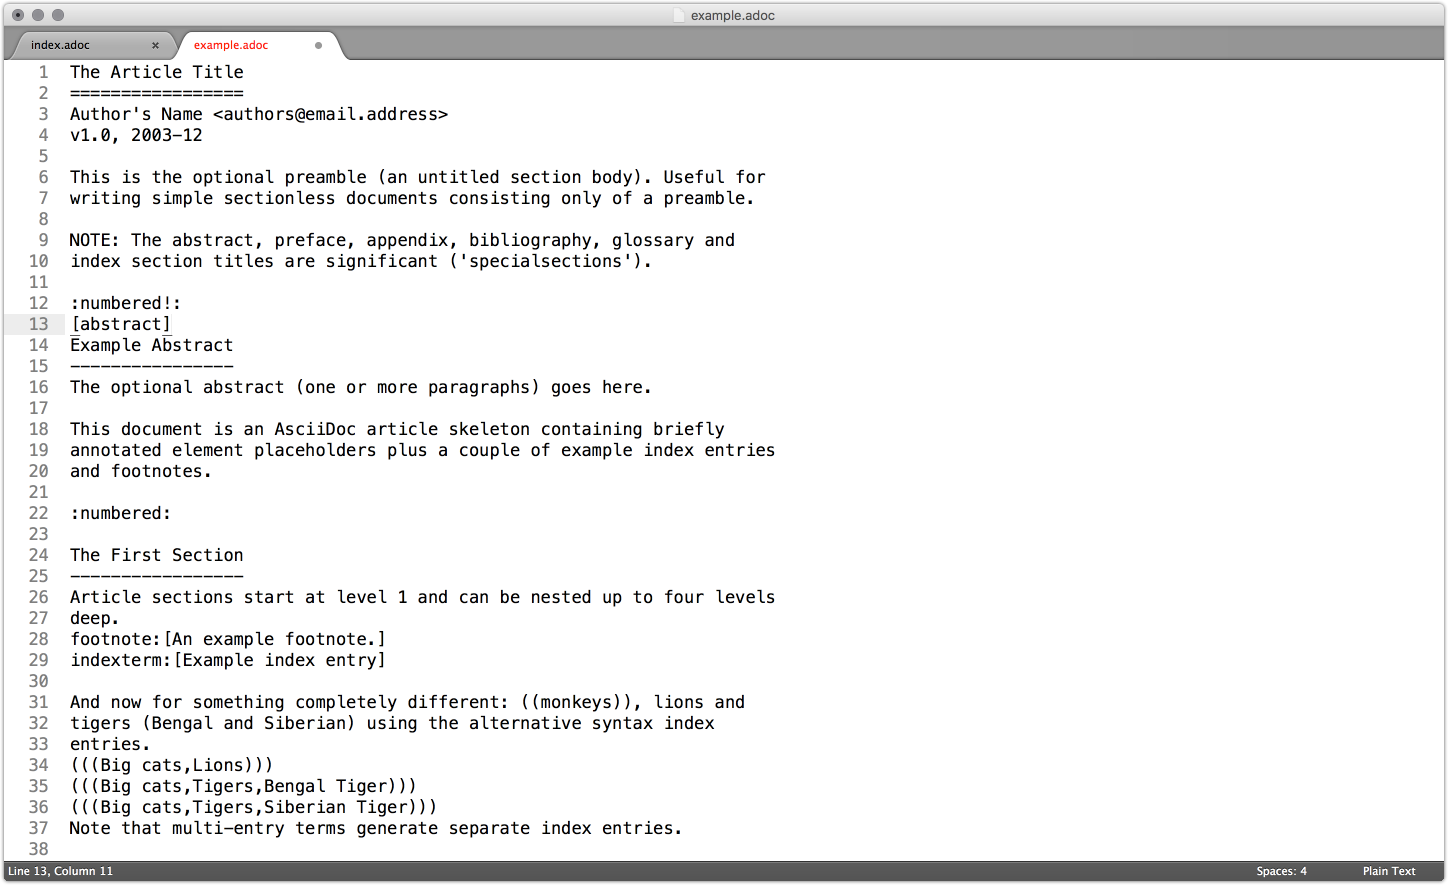 example.adoc
index.adoc × example.adoc
1 The Article Title
2 =================
3 Author's Name <authors@email.address>
4 v1.0, 2003-12
5
6 This is the optional preamble (an untitled section body). Useful for
7 writing simple sectionless documents consisting only of a preamble.
8
9 NOTE: The abstract, preface, appendix, bibliography, glossary and
10 index section titles are significant ('specialsections').
11
12 :numbered!:
13 [abstract]
14 Example Abstract
15 ----------------
16 The optional abstract (one or more paragraphs) goes here.
17
18 This document is an AsciiDoc article skeleton containing briefly
19 annotated element placeholders plus a couple of example index entries
20 and footnotes.
21
22 :numbered:
23
24 The First Section
25 -----------------
26 Article sections start at level 1 and can be nested up to four levels
27 deep.
28 footnote:[An example footnote.]
29 indexterm:[Example index entry]
30
31 And now for something completely different: ((monkeys)), lions and
32 tigers (Bengal and Siberian) using the alternative syntax index
33 entries.
34 (((Big cats,Lions)))
35 (((Big cats,Tigers,Bengal Tiger)))
36 (((Big cats,Tigers,Siberian Tiger)))
37 Note that multi-entry terms generate separate index entries.
38
Line 13, Column 11 Spaces: 4 Plain Text